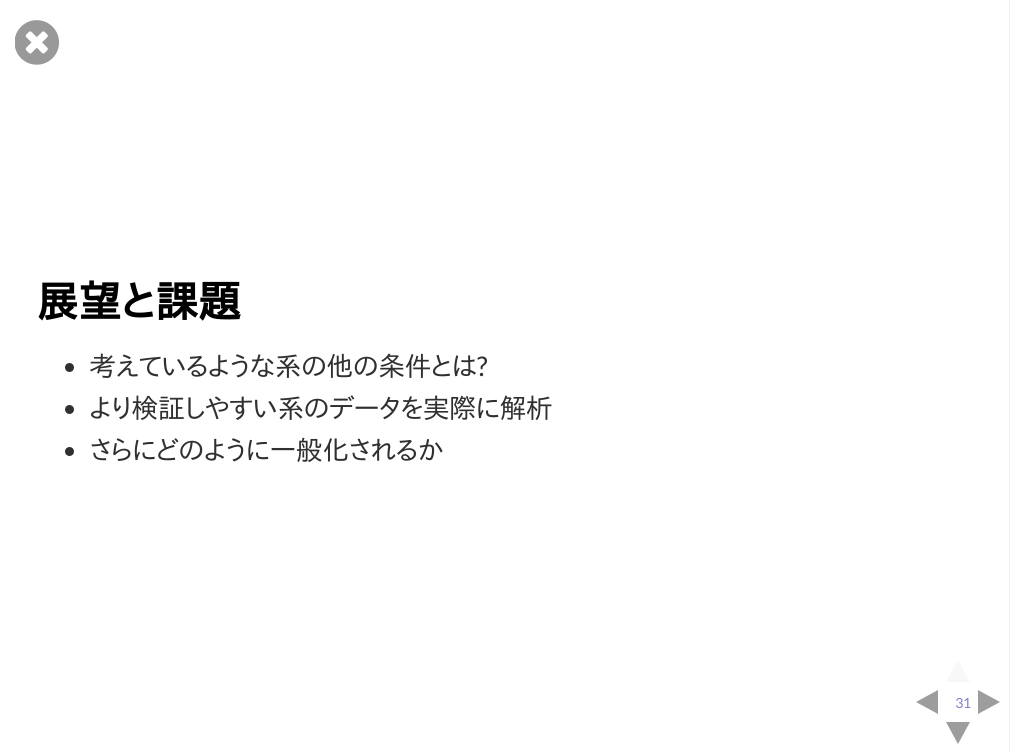 展望と課題
考えているような系の他の条件とは?
より検証しやすい系のデータを実際に解析
さらにどのように一般化されるか
31